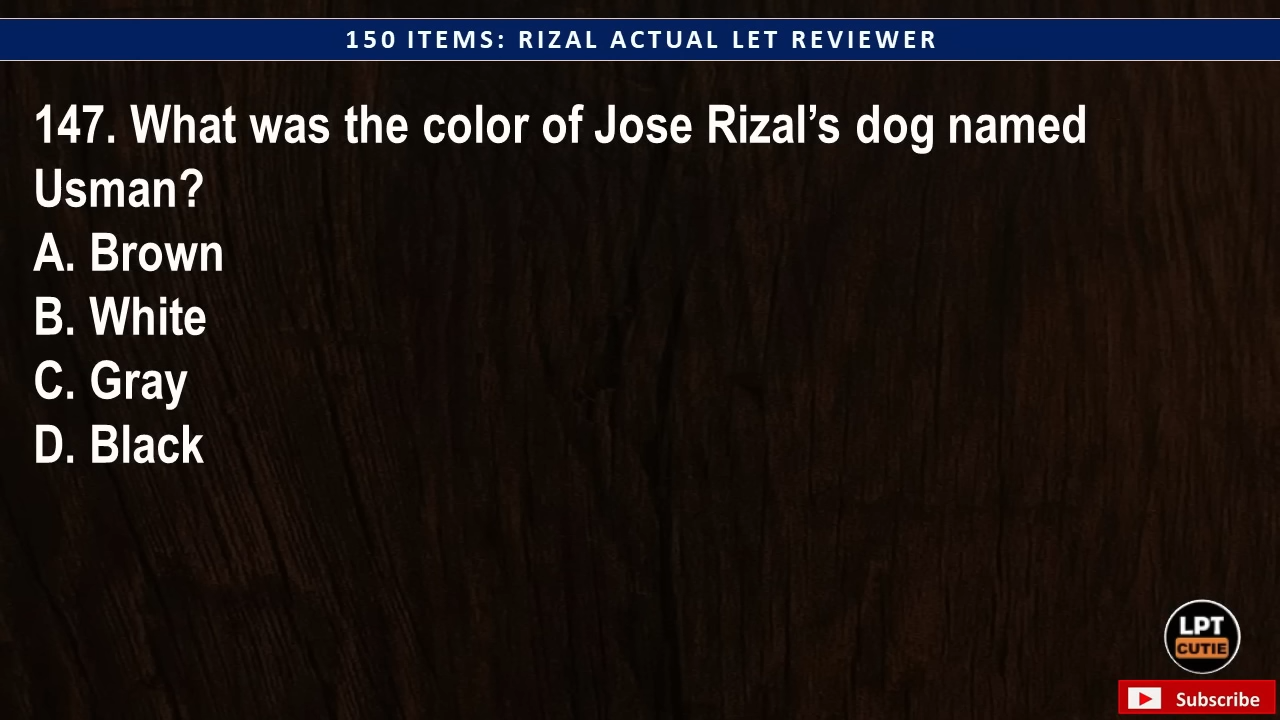 150 ITEMS: RIZAL ACTUAL LET REVIEWER
147. What was the color of Jose Rizal’s dog named
Usman?
A. Brown
B. White
C. Gray
D. Black
LPT
CUTIE
Subscribe